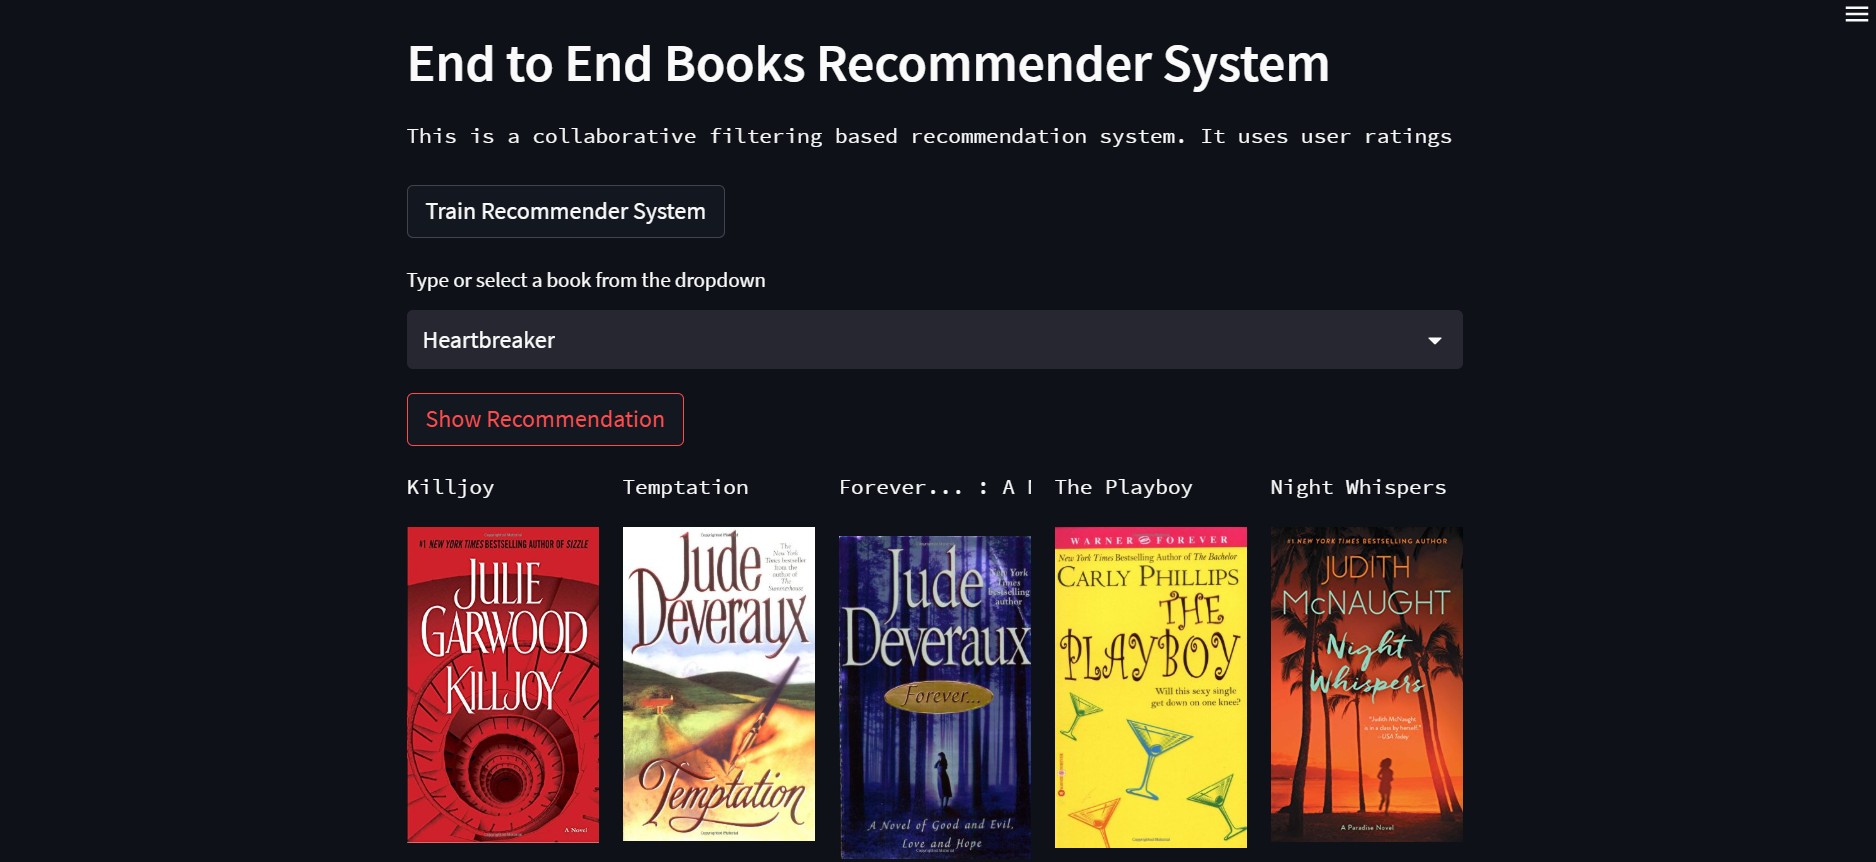 End to End Books Recommender System
This is a collaborative filtering based recommendation system. It uses user ratings
Train Recommender System
Type or select a book from the dropdown
Heartbreaker
Show Recommendation
Killjoy
Temptation
Forever... : A
The Playboy
Night Whispers
#1 NEW YORK TIMES BESTSELLING AUTHOR OF SIZZLE
JULIE
GARWOOD
KILLJOY
A Novel
Jude
Deveraux
The
New York
Times bestseller
from the
author of
The
Summerhouse
Temptation
Jude
Deveraux
New York
Times
bestselling
author
Forever...
A Novel of Good and Evil,
Love and Hope
WARNER FOREVER
New York Times Bestselling Author of The Bachelor
CARLY PHILLIPS
THE
PLAYBOY
Will this sexy single
get down on one knee?
#1 NEW YORK TIMES BESTSELLING AUTHOR
JUDITH
McNAUGHT
Night
Whispers
"Judith McNaught
is in a class by herself."
—USA Today
A Paradise Novel